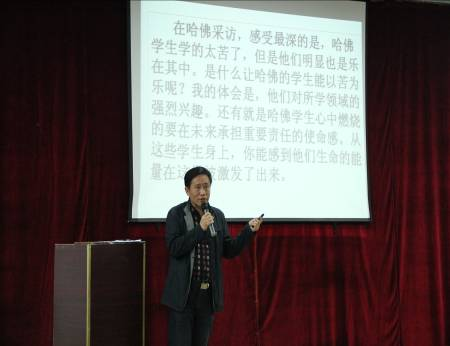 在哈佛采访，感受最深的是，哈佛
学生学的太苦了，但是他们明显也是乐
在其中。是什么让哈佛的学生能以苦为
乐呢？我的体会是，他们对所学领域的
强烈兴趣。还有就是哈佛学生心中燃烧
的要在未来承担重要责任的使命感。从
这些学生身上，你能感到他们生命的能
量在这 激发了出来。